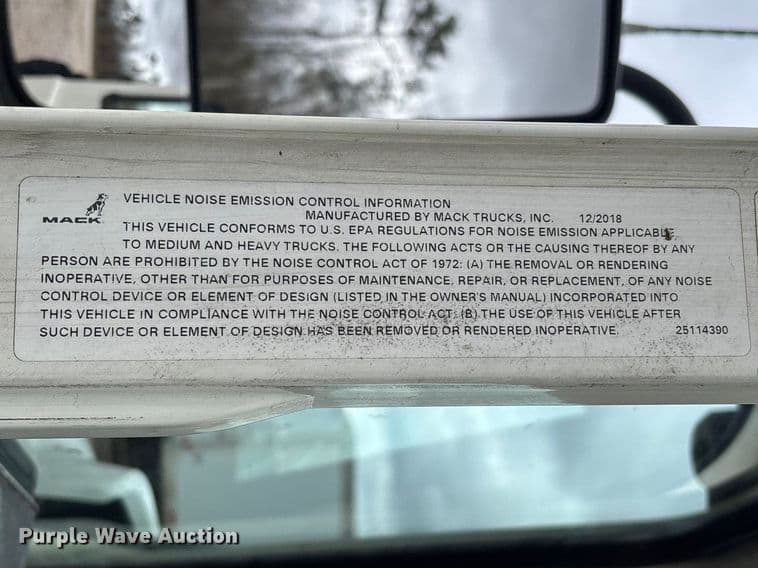 VEHICLE NOISE EMISSION CONTROL INFORMATION
MACK MANUFACTURED BY MACK TRUCKS, INC. 12/2018
THIS VEHICLE CONFORMS TO U.S. EPA REGULATIONS FOR NOISE EMISSION APPLICABLE
TO MEDIUM AND HEAVY TRUCKS. THE FOLLOWING ACTS OR THE CAUSING THEREOF BY ANY
PERSON ARE PROHIBITED BY THE NOISE CONTROL ACT OF 1972: (A) THE REMOVAL OR RENDERING
INOPERATIVE, OTHER THAN FOR PURPOSES OF MAINTENANCE, REPAIR, OR REPLACEMENT, OF ANY NOISE
CONTROL DEVICE OR ELEMENT OF DESIGN (LISTED IN THE OWNER'S MANUAL) INCORPORATED INTO
THIS VEHICLE IN COMPLIANCE WITH THE NOISE CONTROL ACT. (B) THE USE OF THIS VEHICLE AFTER
SUCH DEVICE OR ELEMENT OF DESIGN HAS BEEN REMOVED OR RENDERED INOPERATIVE. 25114390
Purple Wave Auction